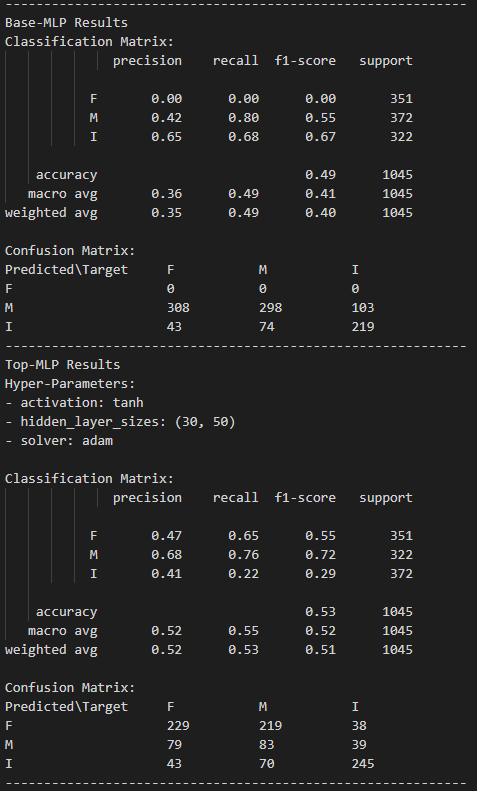 ------------------------------------------------------------
Base-MLP Results
Classification Matrix:
precision recall f1-score support
F 0.00 0.00 0.00 351
M 0.42 0.80 0.55 372
I 0.65 0.68 0.67 322
accuracy 0.49 1045
macro avg 0.36 0.49 0.41 1045
weighted avg 0.35 0.49 0.40 1045
Confusion Matrix:
Predicted\Target F M I
F 0 0 0
M 308 298 103
I 43 74 219
------------------------------------------------------------
Top-MLP Results
Hyper-Parameters:
- activation: tanh
- hidden_layer_sizes: (30, 50)
- solver: adam
Classification Matrix:
precision recall f1-score support
F 0.47 0.65 0.55 351
M 0.68 0.76 0.72 322
I 0.41 0.22 0.29 372
accuracy 0.53 1045
macro avg 0.52 0.55 0.52 1045
weighted avg 0.52 0.53 0.51 1045
Confusion Matrix:
Predicted\Target F M I
F 229 219 38
M 79 83 39
I 43 70 245
------------------------------------------------------------